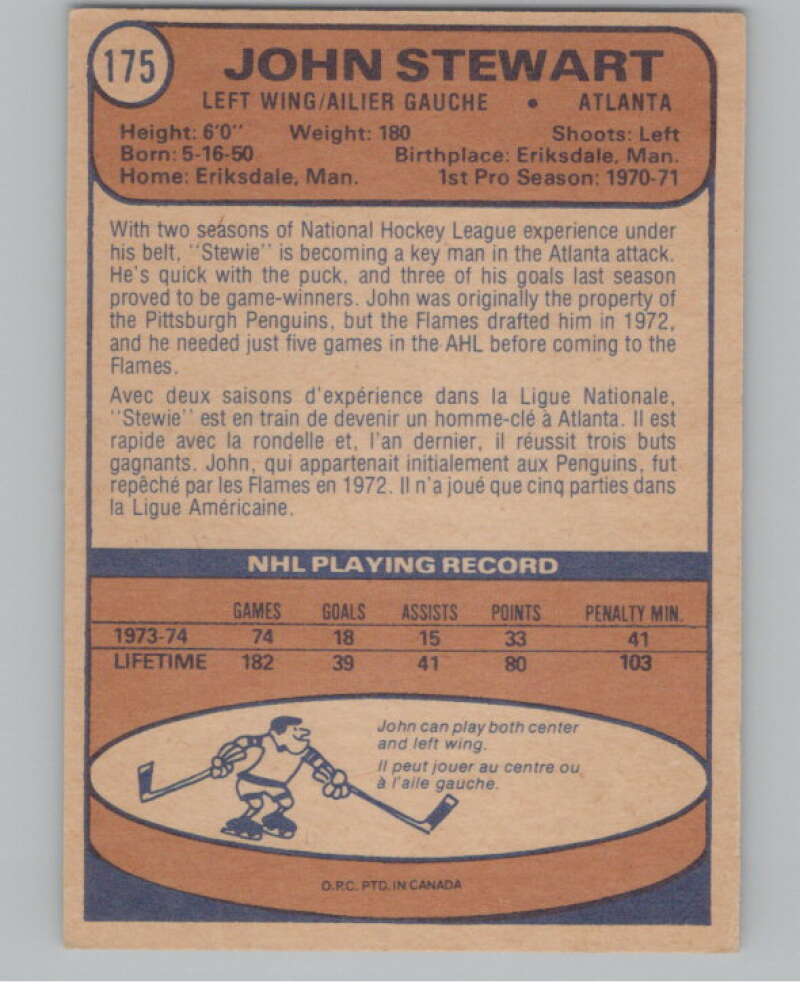 175
JOHN STEWART
LEFT WING/AILIER GAUCHE • ATLANTA
Height: 6'0'' Weight: 180 Shoots: Left
Born: 5-16-50 Birthplace: Eriksdale, Man.
Home: Eriksdale, Man. 1st Pro Season: 1970-71
With two seasons of National Hockey League experience under
his belt, ''Stewie'' is becoming a key man in the Atlanta attack.
He's quick with the puck, and three of his goals last season
proved to be game-winners. John was originally the property of
the Pittsburgh Penguins, but the Flames drafted him in 1972,
and he needed just five games in the AHL before coming to the
Flames.
Avec deux saisons d'expérience dans la Ligue Nationale,
''Stewie'' est en train de devenir un homme-clé à Atlanta. Il est
rapide avec la rondelle et, l'an dernier, il réussit trois buts
gagnants. John, qui appartenait initialement aux Penguins, fut
repêché par les Flames en 1972. Il n'a joué que cinq parties dans
la Ligue Américaine.
NHL PLAYING RECORD
GAMES GOALS ASSISTS POINTS PENALTY MIN.
1973-74 74 18 15 33 41
LIFETIME 182 39 41 80 103
John can play both center
and left wing.
Il peut jouer au centre ou
à l'aile gauche.
O.P.C. PTD. IN CANADA